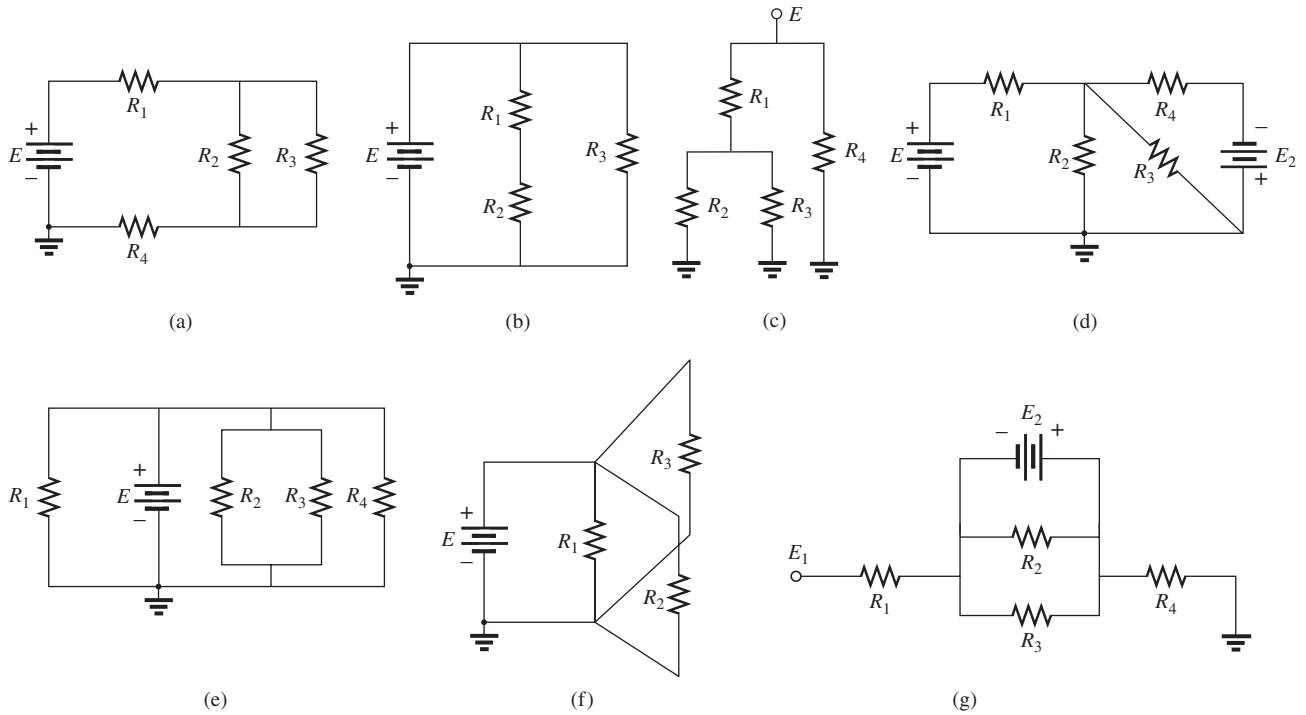 E
R1
R4
R2
R3
+
E
−
(a)
R1
R2
R3
+
E
−
(b)
E
R1
R2
R3
R4
(c)
R1
R4
R2
R3
+
E
−
−
E2
+
(d)
R1
+
E
−
R2
R3
R4
(e)
+
E
−
R1
R3
R2
(f)
E2
−
+
E1
R1
R2
R3
R4
(g)